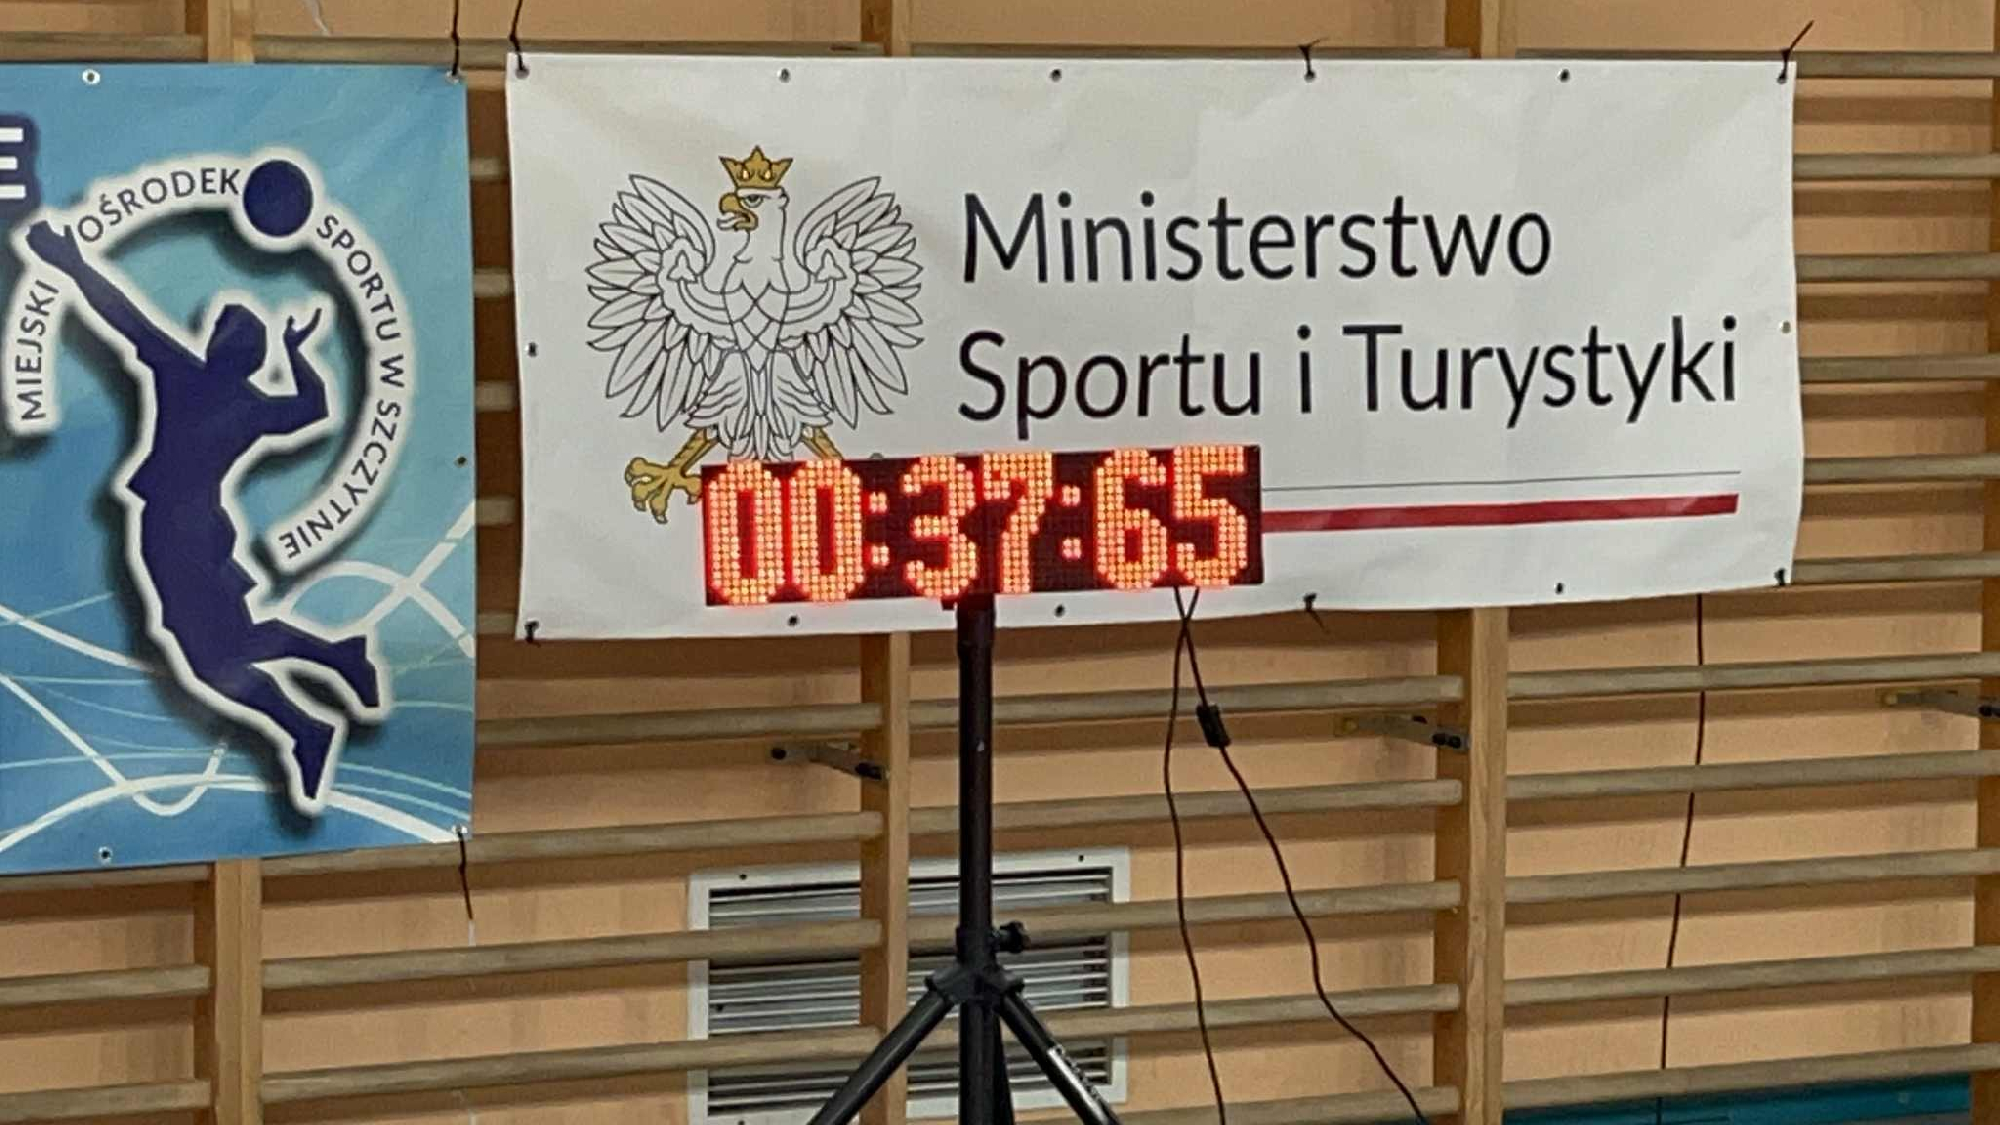 MIEJSKI OŚRODEK SPORTU W SZCZYTNIE
Ministerstwo
Sportu i Turystyki
00:37:65